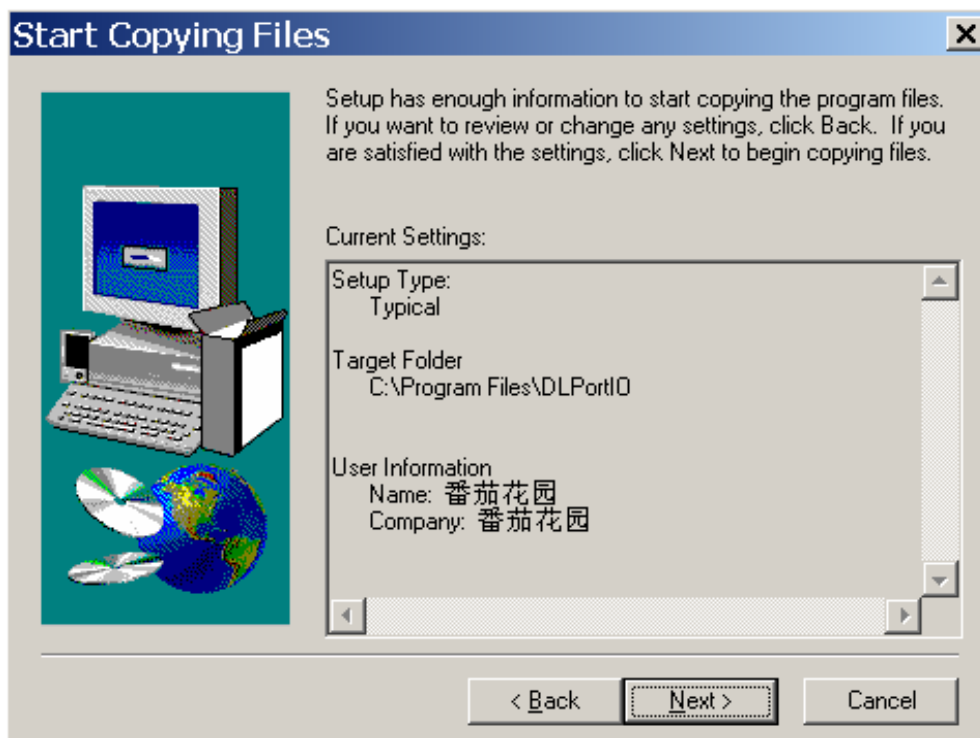 Start Copying Files
Setup has enough information to start copying the program files.
If you want to review or change any settings, click Back. If you
are satisfied with the settings, click Next to begin copying files.
Current Settings:
Setup Type:
Typical
Target Folder
C:\Program Files\DLPortIO
User Information
Name: 番茄花园
Company: 番茄花园
< Back
Next >
Cancel